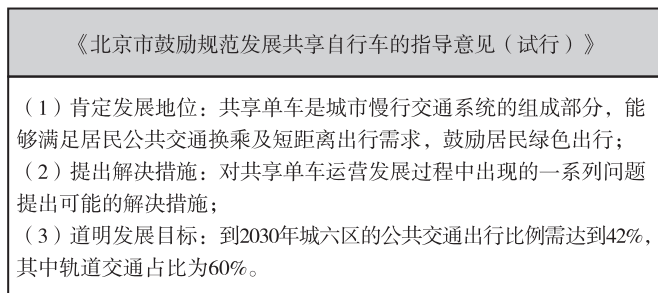 《北京市鼓励规范发展共享自行车的指导意见（试行）》
（1）肯定发展地位：共享单车是城市慢行交通系统的组成部分，能
够满足居民公共交通换乘及短距离出行需求，鼓励居民绿色出行；
（2）提出解决措施：对共享单车运营发展过程中出现的一系列问题
提出可能的解决措施；
（3）道明发展目标：到2030年城六区的公共交通出行比例需达到42%，
其中轨道交通占比为60%。